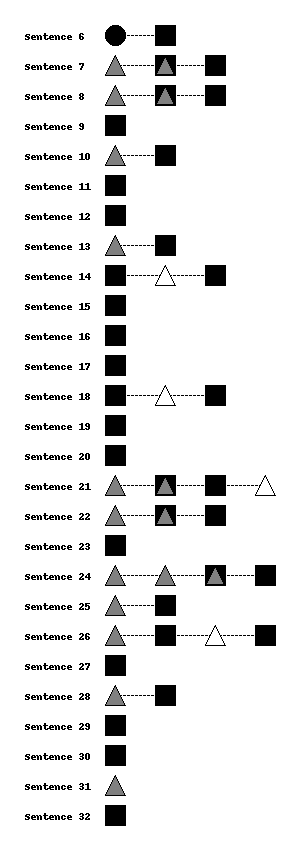 Sentence 6
Sentence 7
Sentence 8
Sentence 9
Sentence 10
Sentence 11
Sentence 12
Sentence 13
Sentence 14
Sentence 15
Sentence 16
Sentence 17
Sentence 18
Sentence 19
Sentence 20
Sentence 21
Sentence 22
Sentence 23
Sentence 24
Sentence 25
Sentence 26
Sentence 27
Sentence 28
Sentence 29
Sentence 30
Sentence 31
Sentence 32